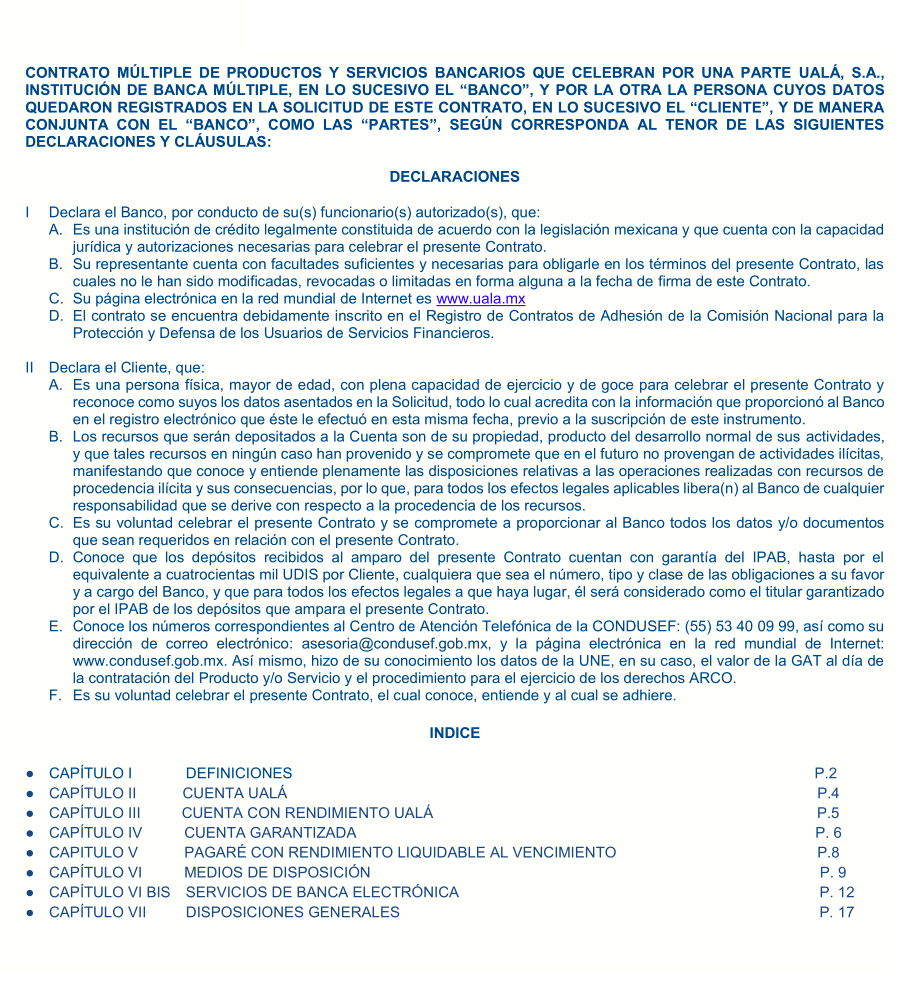 CONTRATO MÚLTIPLE DE PRODUCTOS Y SERVICIOS BANCARIOS QUE CELEBRAN POR UNA PARTE UALÁ, S.A.,
INSTITUCIÓN DE BANCA MÚLTIPLE, EN LO SUCESIVO EL “BANCO”, Y POR LA OTRA LA PERSONA CUYOS DATOS
QUEDARON REGISTRADOS EN LA SOLICITUD DE ESTE CONTRATO, EN LO SUCESIVO EL “CLIENTE”, Y DE MANERA
CONJUNTA CON EL “BANCO”, COMO LAS “PARTES”, SEGÚN CORRESPONDA AL TENOR DE LAS SIGUIENTES
DECLARACIONES Y CLÁUSULAS:
DECLARACIONES
I Declara el Banco, por conducto de su(s) funcionario(s) autorizado(s), que:
A. Es una institución de crédito legalmente constituida de acuerdo con la legislación mexicana y que cuenta con la capacidad
jurídica y autorizaciones necesarias para celebrar el presente Contrato.
B. Su representante cuenta con facultades suficientes y necesarias para obligarle en los términos del presente Contrato, las
cuales no le han sido modificadas, revocadas o limitadas en forma alguna a la fecha de firma de este Contrato.
C. Su página electrónica en la red mundial de Internet es www.uala.mx
D. El contrato se encuentra debidamente inscrito en el Registro de Contratos de Adhesión de la Comisión Nacional para la
Protección y Defensa de los Usuarios de Servicios Financieros.
II Declara el Cliente, que:
A. Es una persona física, mayor de edad, con plena capacidad de ejercicio y de goce para celebrar el presente Contrato y
reconoce como suyos los datos asentados en la Solicitud, todo lo cual acredita con la información que proporcionó al Banco
en el registro electrónico que éste le efectuó en esta misma fecha, previo a la suscripción de este instrumento.
B. Los recursos que serán depositados a la Cuenta son de su propiedad, producto del desarrollo normal de sus actividades,
y que tales recursos en ningún caso han provenido y se compromete que en el futuro no provengan de actividades ilícitas,
manifestando que conoce y entiende plenamente las disposiciones relativas a las operaciones realizadas con recursos de
procedencia ilícita y sus consecuencias, por lo que, para todos los efectos legales aplicables libera(n) al Banco de cualquier
responsabilidad que se derive con respecto a la procedencia de los recursos.
C. Es su voluntad celebrar el presente Contrato y se compromete a proporcionar al Banco todos los datos y/o documentos
que sean requeridos en relación con el presente Contrato.
D. Conoce que los depósitos recibidos al amparo del presente Contrato cuentan con garantía del IPAB, hasta por el
equivalente a cuatrocientas mil UDIS por Cliente, cualquiera que sea el número, tipo y clase de las obligaciones a su favor
y a cargo del Banco, y que para todos los efectos legales a que haya lugar, él será considerado como el titular garantizado
por el IPAB de los depósitos que ampara el presente Contrato.
E. Conoce los números correspondientes al Centro de Atención Telefónica de la CONDUSEF: (55) 53 40 09 99, así como su
dirección de correo electrónico: asesoria@condusef.gob.mx, y la página electrónica en la red mundial de Internet:
www.condusef.gob.mx. Así mismo, hizo de su conocimiento los datos de la UNE, en su caso, el valor de la GAT al día de
la contratación del Producto y/o Servicio y el procedimiento para el ejercicio de los derechos ARCO.
F. Es su voluntad celebrar el presente Contrato, el cual conoce, entiende y al cual se adhiere.
INDICE
● CAPÍTULO I DEFINICIONES P.2
● CAPÍTULO II CUENTA UALÁ P.4
● CAPÍTULO III CUENTA CON RENDIMIENTO UALÁ P.5
● CAPÍTULO IV CUENTA GARANTIZADA P. 6
● CAPITULO V PAGARÉ CON RENDIMIENTO LIQUIDABLE AL VENCIMIENTO P.8
● CAPÍTULO VI MEDIOS DE DISPOSICIÓN P. 9
● CAPÍTULO VI BIS SERVICIOS DE BANCA ELECTRÓNICA P. 12
● CAPÍTULO VII DISPOSICIONES GENERALES P. 17